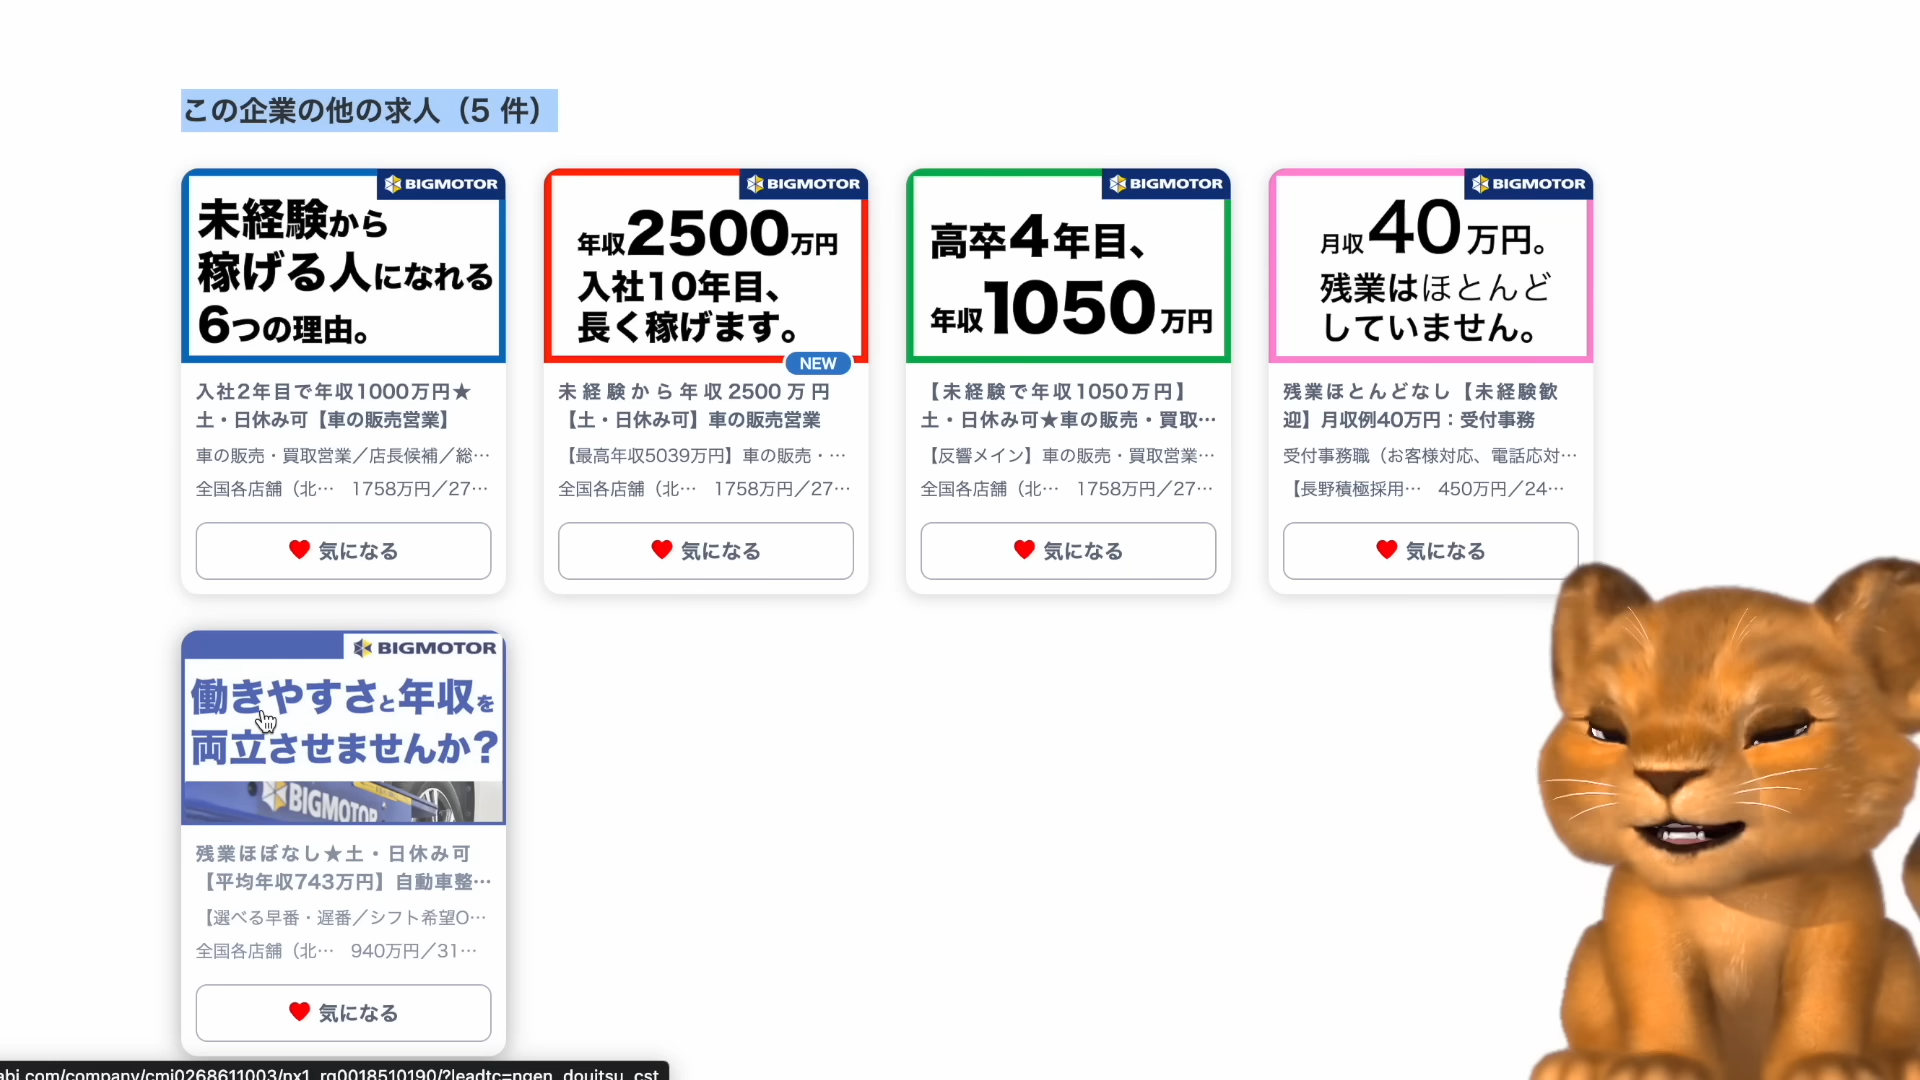 この企業の他の求人（5 件）
BIGMOTOR
未経験から
稼げる人になれる
6つの理由。
入社2年目で年収1000万円★
土・日休み可【車の販売営業】
車の販売・買取営業／店長候補／総…
全国各店舗（北… 1758万円／27…
気になる
BIGMOTOR
年収2500万円
入社10年目、
長く稼げます。
NEW
未経験から年収2500万円
【土・日休み可】車の販売営業
【最高年収5039万円】車の販売・…
全国各店舗（北… 1758万円／27…
気になる
BIGMOTOR
高卒4年目、
年収1050万円
【未経験で年収1050万円】
土・日休み可★車の販売・買取…
【反響メイン】車の販売・買取営業…
全国各店舗（北… 1758万円／27…
気になる
BIGMOTOR
月収40万円。
残業はほとんど
していません。
残業ほとんどなし【未経験歓
迎】月収例40万円：受付事務
受付事務職（お客様対応、電話応対…
【長野積極採用… 450万円／24…
気になる
BIGMOTOR
働きやすさと年収を
両立させませんか?
BIGMOTOR
残業ほぼなし★土・日休み可
【平均年収743万円】自動車整…
【選べる早番・遅番／シフト希望O…
全国各店舗（北… 940万円／31…
気になる
abi.com/company/cmi0268611003/nx1_rq0018510190/?leadtc=ngen_douitsu_cst